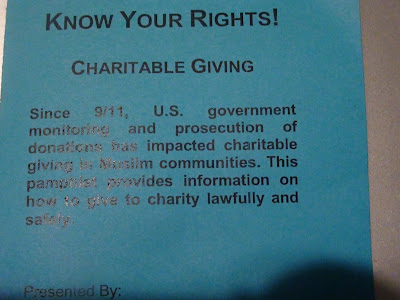 KNOW YOUR RIGHTS!
CHARITABLE GIVING
Since 9/11, U.S. government
monitoring and prosecution of
donations has impacted charitable
giving in Muslim communities. This
pamphlet provides information on
how to give to charity lawfully and
safely.
Presented By: